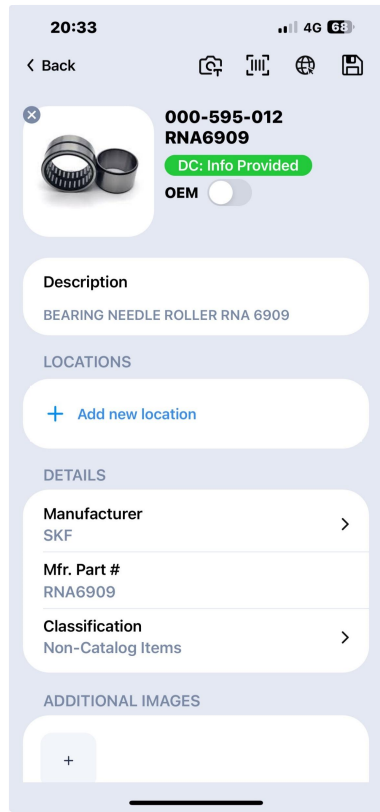 20:33
4G 68
Back
000-595-012
RNA6909
DC: Info Provided
OEM
Description
BEARING NEEDLE ROLLER RNA 6909
LOCATIONS
+ Add new location
DETAILS
Manufacturer
SKF
Mfr. Part #
RNA6909
Classification
Non-Catalog Items
ADDITIONAL IMAGES
+